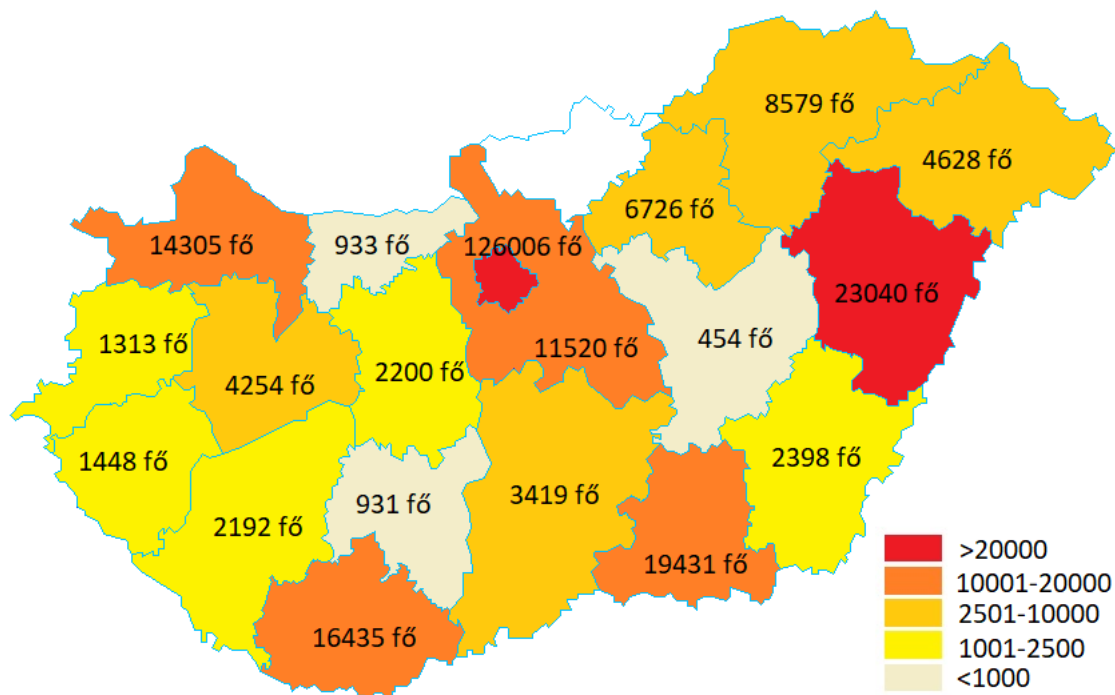 8579 fő
4628 fő
6726 fő
14305 fő
933 fő
126006 fő
23040 fő
1313 fő
454 fő
11520 fő
2200 fő
4254 fő
1448 fő
2398 fő
3419 fő
931 fő
2192 fő
19431 fő
16435 fő
>20000
10001-20000
2501-10000
1001-2500
<1000